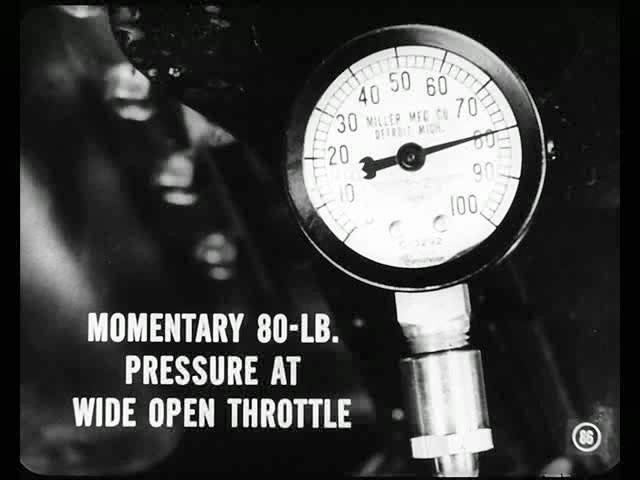 10
20
30
40
50
60
70
80
90
100
MILLER MFG CO.
DETROIT MICH.
C-3292
MOMENTARY 80-LB.
PRESSURE AT
WIDE OPEN THROTTLE
86